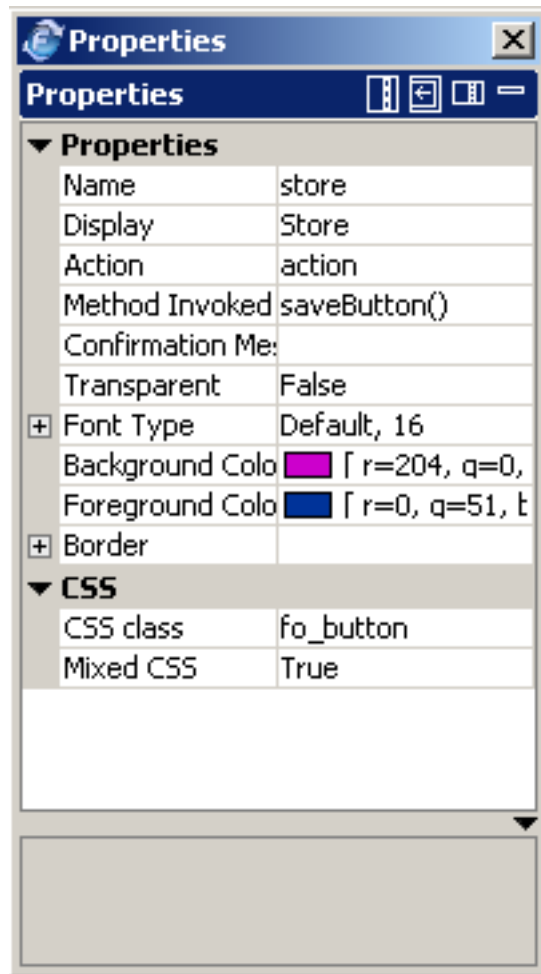 Properties
Properties
Properties
Name store
Display Store
Action action
Method Invoked saveButton()
Confirmation Mes
Transparent False
Font Type Default, 16
Background Colo [ r=204, g=0,
Foreground Colo [ r=0, g=51, b
Border
CSS
CSS class fo_button
Mixed CSS True